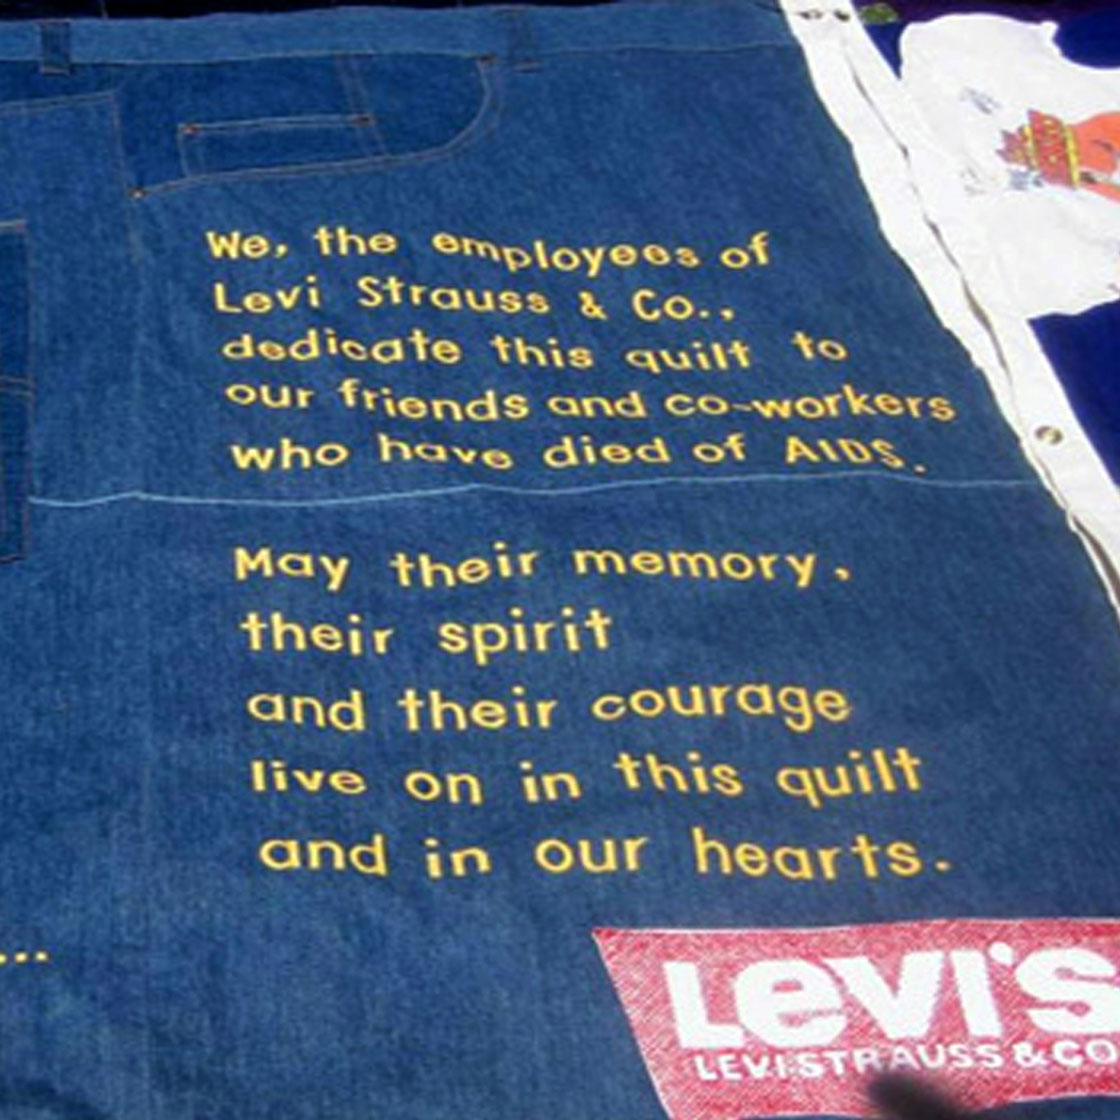 We, the employees of
Levi Strauss & Co.,
dedicate this quilt to
our friends and co-workers
who have died of AIDS.
May their memory,
their spirit
and their courage
live on in this quilt
and in our hearts.
...
LEVI'S
LEVI STRAUSS & CO